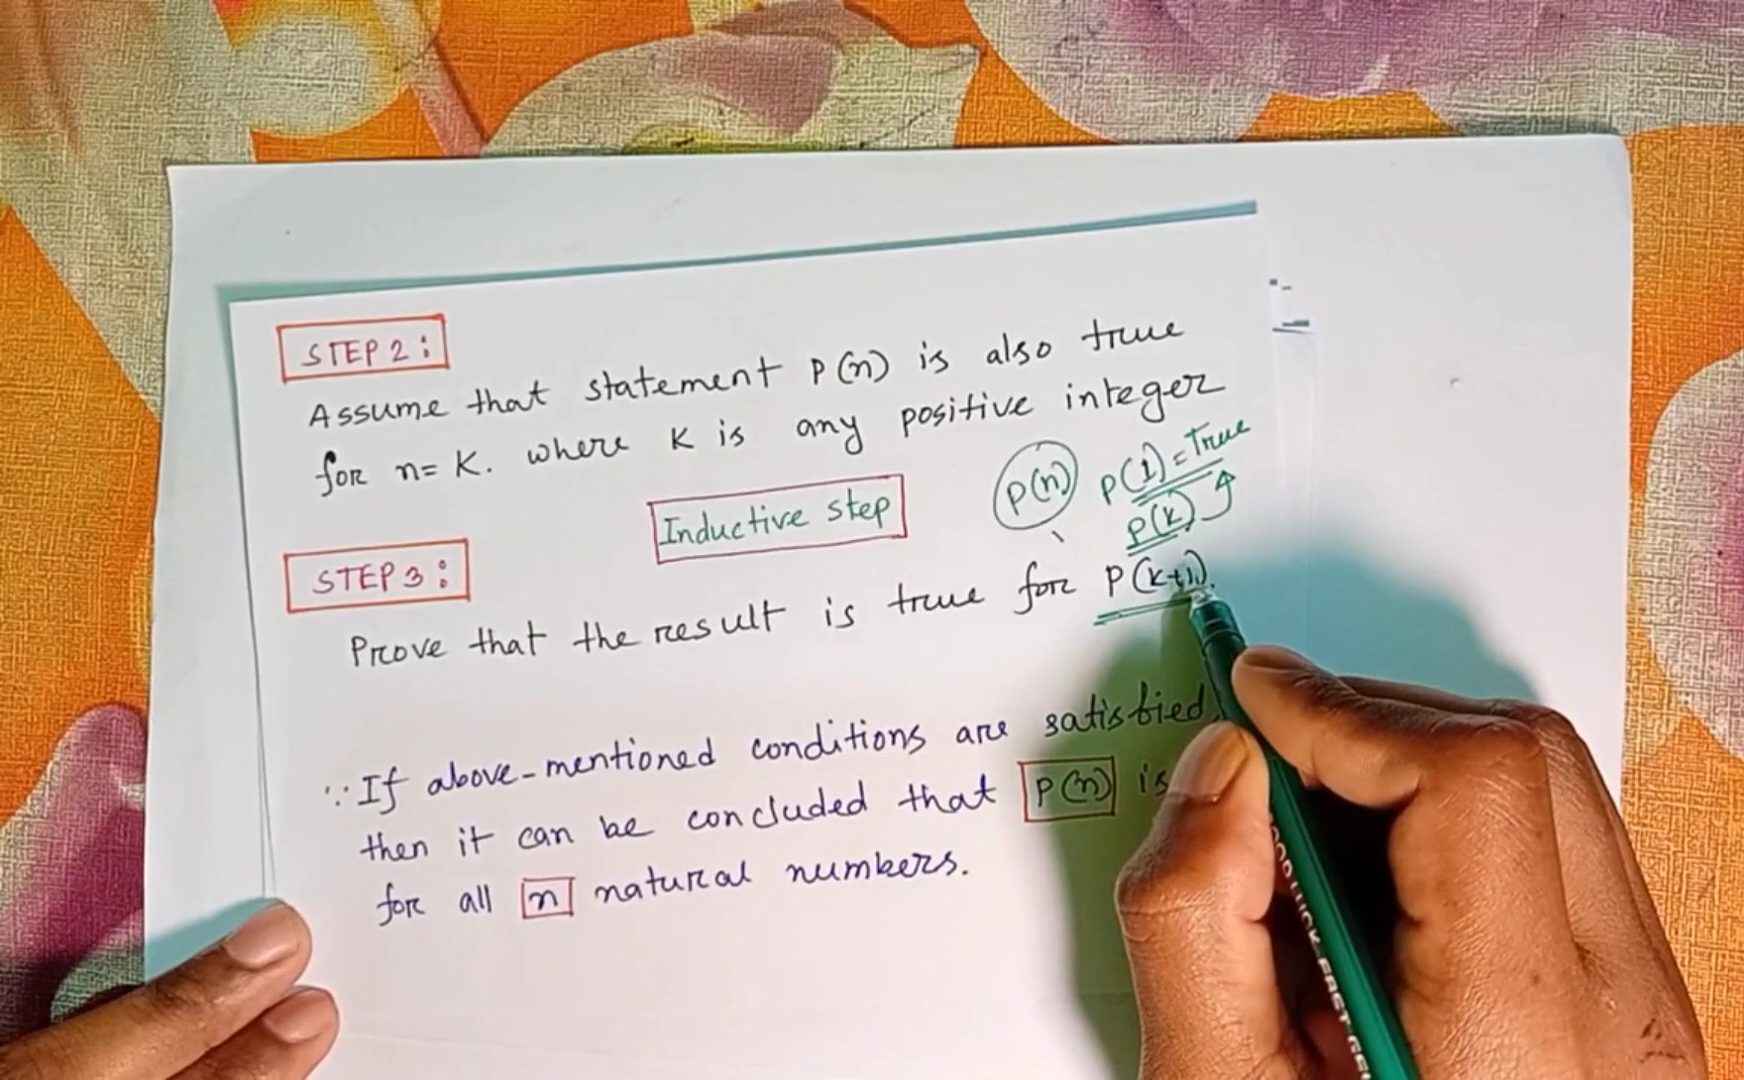 STEP 2 :
Assume that statement P(n) is also true
for n= K. where K is any positive integer
P(n) P(1) = True
Inductive step
P(k)
STEP 3 :
Prove that the result is true for P(k+1).
∵ If above-mentioned conditions are satisfied,
then it can be concluded that P(n) is
for all n natural numbers.